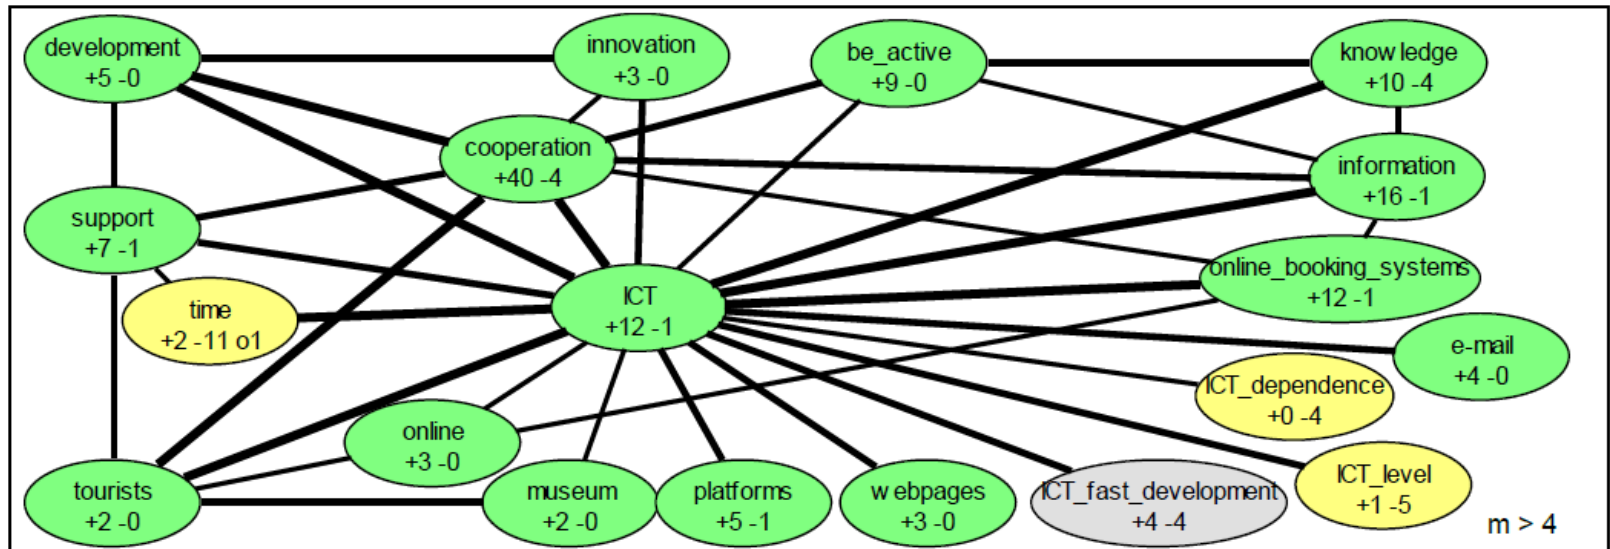 development
+5 -0
innovation
+3 -0
be_active
+9 -0
knowledge
+10 -4
cooperation
+40 -4
information
+16 -1
support
+7 -1
online_booking_systems
+12 -1
ICT
+12 -1
time
+2 -11 o1
e-mail
+4 -0
ICT_dependence
+0 -4
online
+3 -0
ICT_level
+1 -5
tourists
+2 -0
museum
+2 -0
platforms
+5 -1
webpages
+3 -0
ICT_fast_development
+4 -4
m > 4